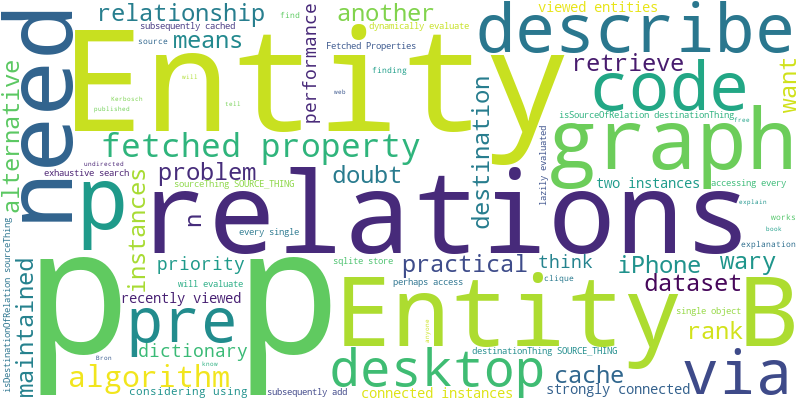 relationship
subsequently cached
find
another
viewed entities
source
means
dynamically evaluate
describe
need
Entity
performance
Fetched Properties
finding
retrieve
want
will
Kerbosch
published
web
tell
code
alternative
destination
isSourceOfRelation destinationThing
free
fetched property
graph
undirected
exhaustive search
problem
doubt
lazily evaluated
two instances
accessing every
sourceThing SOURCE_THING
p
instances
n
relations
explain
works
book
every single
explanation
isDestinationOfRelation sourceThing
priority
sqlite store
practical
think
iPhone
wary
maintained
will evaluate
perhaps access
clique
dataset
p
recently viewed
p
Entity B
single object
pre
rank
dictionary
Bron
know
anyone
destinationThing SOURCE_THING
algorithm
desktop
cache
via
considering using
subsequently add
connected instances
strongly connected